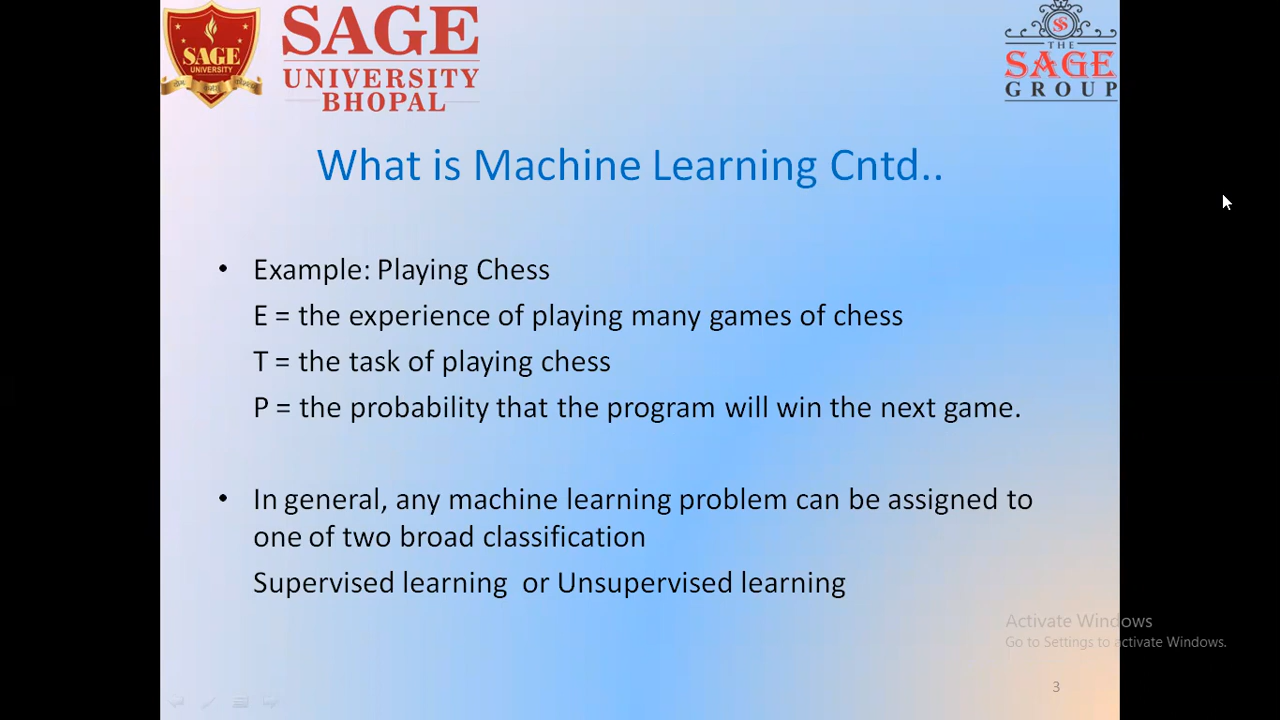 SAGE
UNIVERSITY
SAGE
UNIVERSITY
BHOPAL
THE
SAGE
GROUP
What is Machine Learning Cntd..
• Example: Playing Chess
E = the experience of playing many games of chess
T = the task of playing chess
P = the probability that the program will win the next game.
• In general, any machine learning problem can be assigned to
one of two broad classification
Supervised learning or Unsupervised learning
Activate Windows
Go to Settings to activate Windows.
3